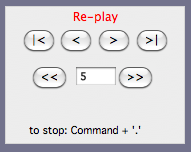 Re-play
|< < > >|
<< 5 >>
to stop: Command + '.'